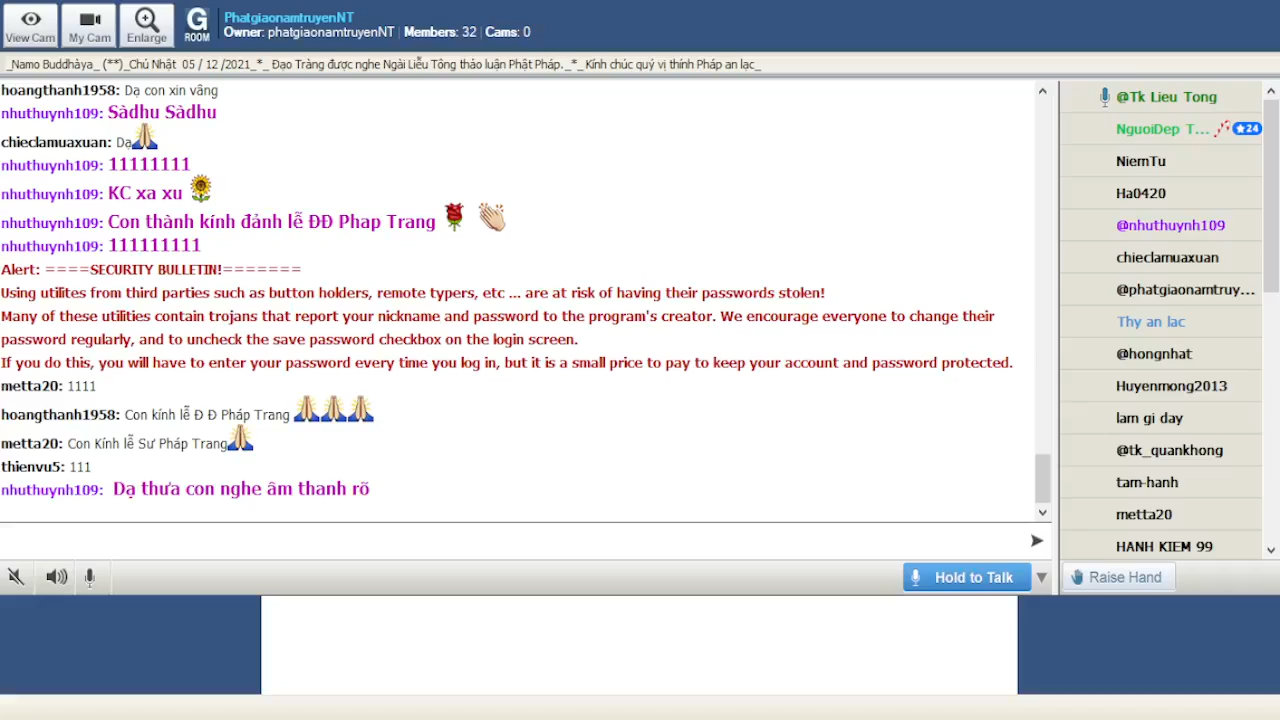 View Cam
My Cam
Enlarge
G
ROOM
PhatgiaonamtruyenNT
Owner: phatgiaonamtruyenNT | Members: 32 | Cams: 0
_Namo Buddhàya_ (**)_Chủ Nhật 05 / 12 /2021_*_ Đạo Tràng được nghe Ngài Liễu Tông thảo luận Phật Pháp._*_Kính chúc quý vị thính Pháp an lạc_
hoangthanh1958: Dạ con xin vâng
nhuthuynh109: Sàdhu Sàdhu
chieclamuaxuan: Dạ
nhuthuynh109: 11111111
nhuthuynh109: KC xa xu
nhuthuynh109: Con thành kính đảnh lễ ĐĐ Phap Trang
nhuthuynh109: 111111111
Alert: ====SECURITY BULLETIN!=======
Using utilites from third parties such as button holders, remote typers, etc ... are at risk of having their passwords stolen!
Many of these utilities contain trojans that report your nickname and password to the program's creator. We encourage everyone to change their
password regularly, and to uncheck the save password checkbox on the login screen.
If you do this, you will have to enter your password every time you log in, but it is a small price to pay to keep your account and password protected.
metta20: 1111
hoangthanh1958: Con kính lễ Đ Đ Pháp Trang
metta20: Con Kính lễ Sư Pháp Trang
thienvu5: 111
nhuthuynh109: Dạ thưa con nghe âm thanh rõ
Hold to Talk
@Tk Lieu Tong
NguoiDep T... 24
NiemTu
Ha0420
@nhuthuynh109
chieclamuaxuan
@phatgiaonamtruy...
Thy an lac
@hongnhat
Huyenmong2013
lam gi day
@tk_quankhong
tam-hanh
metta20
HANH KIEM 99
Raise Hand